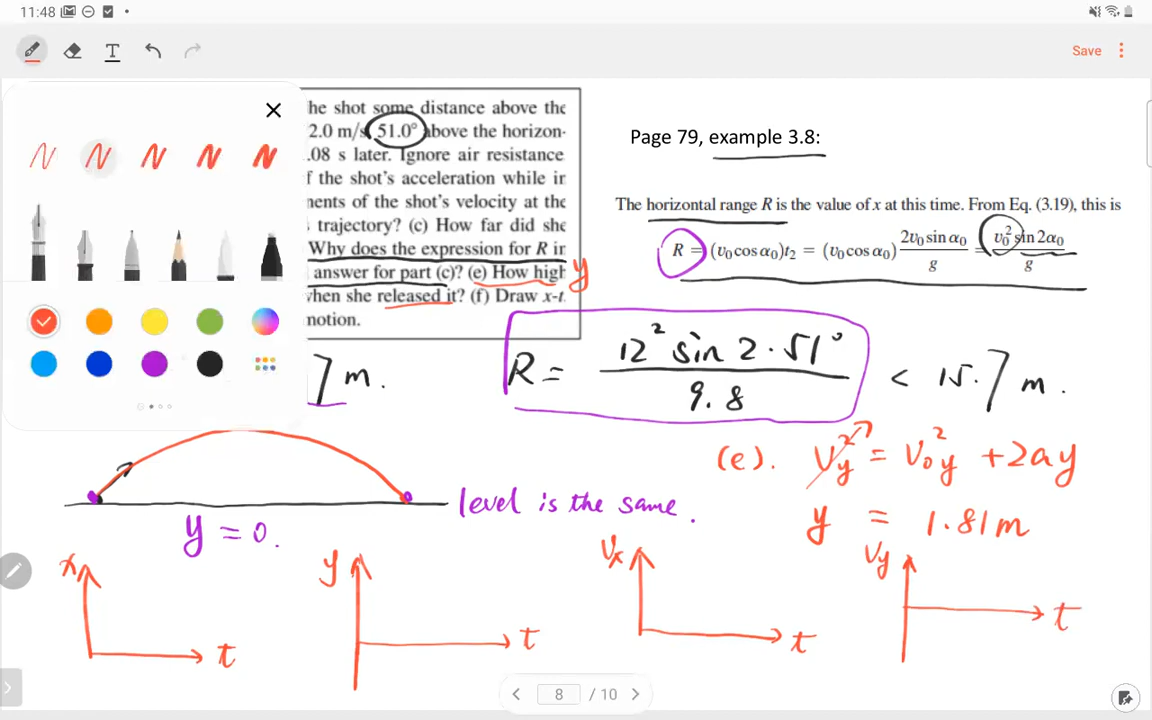 11:48
T
Save
he shot some distance above the
2.0 m/s 51.0° above the horizon-
.08 s later. Ignore air resistance
f the shot's acceleration while in
nents of the shot's velocity at the
trajectory? (c) How far did she
Why does the expression for R in
answer for part (c)? (e) How high y
when she released it? (f) Draw x-t
notion.
Page 79, example 3.8:
The horizontal range R is the value of x at this time. From Eq. (3.19), this is
R = (v₀cos α₀)t₂ = (v₀cos α₀) 2v₀ sin α₀ / g = v₀² sin 2α₀ / g
7 m.
R = 12² sin 2·51° / 9.8 < 15.7 m.
(e). Vy² = V₀y² + 2ay
y = 1.81m
level is the same.
y = 0.
x t
y t
Vx t
Vy t
8 / 10